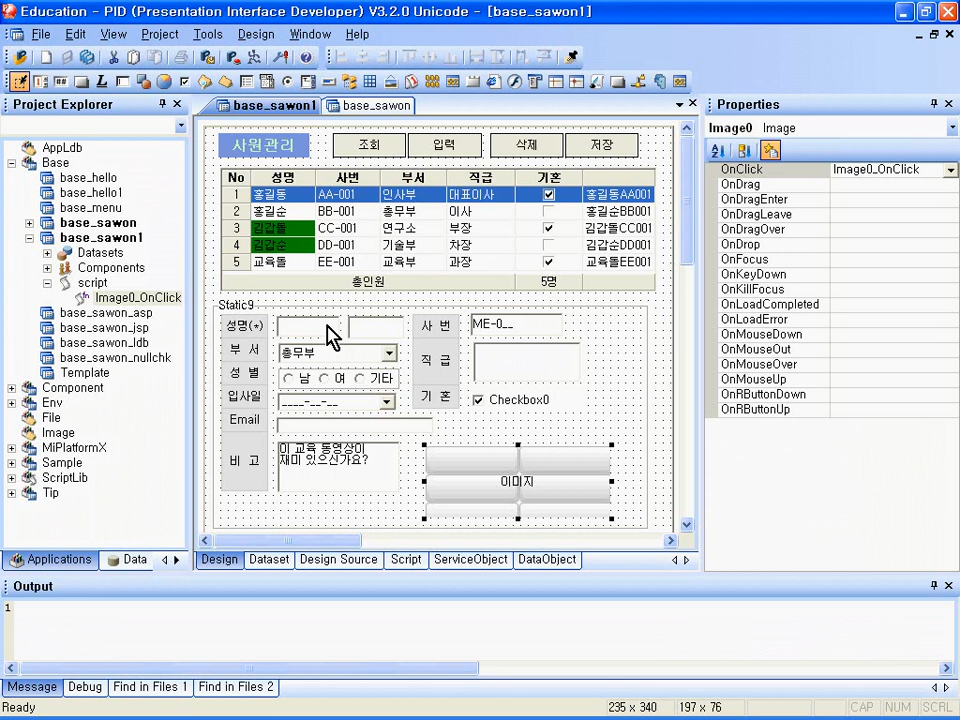 Education - PID (Presentation Interface Developer) V3.2.0 Unicode - [base_sawon1]
File Edit View Project Tools Design Window Help
Project Explorer
base_sawon1 base_sawon
Properties
Image0 Image
AppLdb
Base
base_hello
base_hello1
base_menu
base_sawon
base_sawon1
Datasets
Components
script
Image0_OnClick
base_sawon_asp
base_sawon_jsp
base_sawon_ldb
base_sawon_nullchk
Template
Component
Env
File
Image
MiPlatformX
Sample
ScriptLib
Tip
Applications Data
사원관리 조회 입력 삭제 저장
No 성명 사번 부서 직급 기혼
1 홍길동 AA-001 인사부 대표이사 홍길동AA001
2 홍길순 BB-001 총무부 이사 홍길순BB001
3 김갑돌 CC-001 연구소 부장 김갑돌CC001
4 김갑순 DD-001 기술부 차장 김갑순DD001
5 교육돌 EE-001 교육부 과장 교육돌EE001
총인원 5명
Static9
성명(*) 사 번 ME-0__
부 서 총무부 직 급
성 별 남 여 기타
입사일 ____-__-__ 기 혼 Checkbox0
Email
비 고 이 교육 동영상이
재미 있으신가요?
이미지
Design Dataset Design Source Script ServiceObject DataObject
OnClick Image0_OnClick
OnDrag
OnDragEnter
OnDragLeave
OnDragOver
OnDrop
OnFocus
OnKeyDown
OnKillFocus
OnLoadCompleted
OnLoadError
OnMouseDown
OnMouseOut
OnMouseOver
OnMouseUp
OnRButtonDown
OnRButtonUp
Output
1
Message Debug Find in Files 1 Find in Files 2
Ready 235 x 340 197 x 76 CAP NUM SCRL